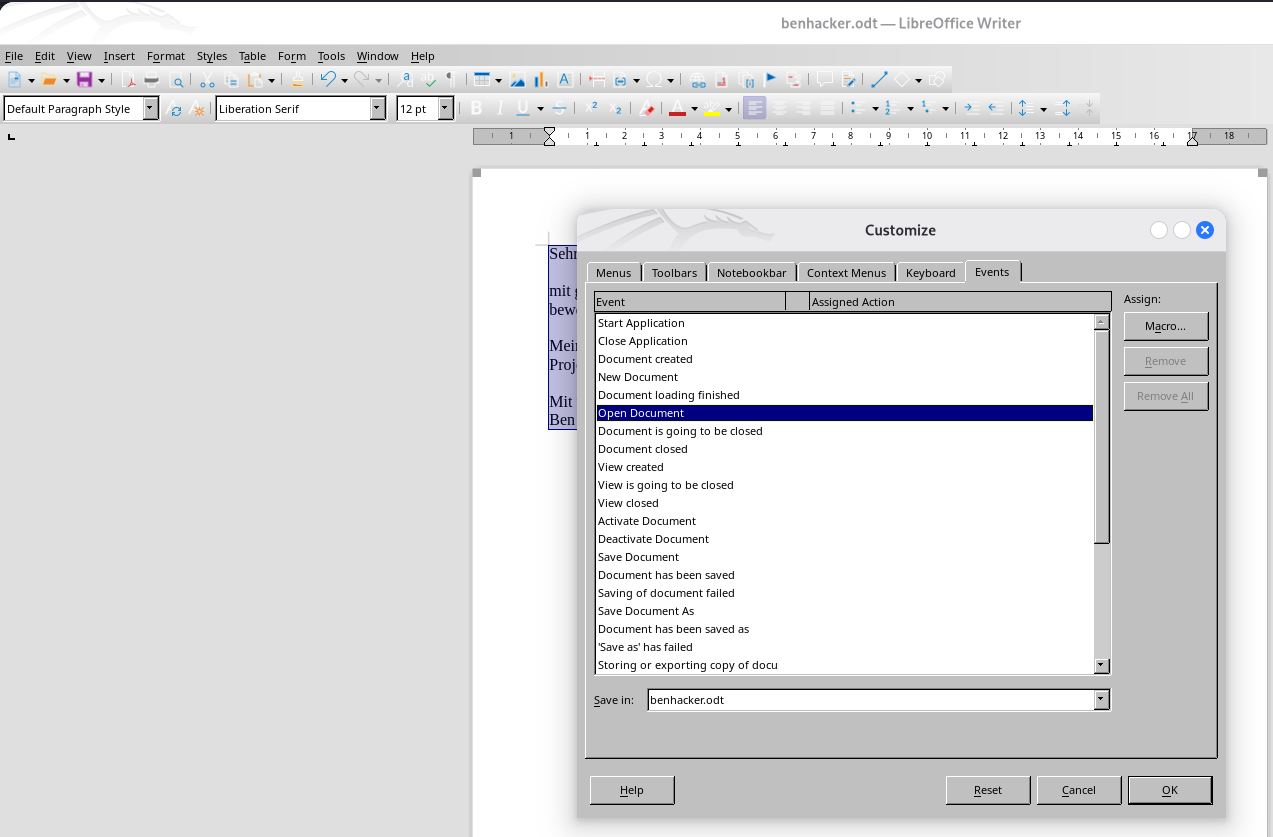 benhacker.odt — LibreOffice Writer
File Edit View Insert Format Styles Table Form Tools Window Help
Default Paragraph Style Liberation Serif 12 pt
1 1 2 3 4 5 6 7 8 9 10 11 12 13 14 15 16 17 18
Customize
Menus Toolbars Notebookbar Context Menus Keyboard Events
Event Assigned Action
Assign:
Start Application
Macro...
Close Application
Document created
Remove
New Document
Document loading finished
Remove All
Open Document
Document is going to be closed
Document closed
View created
View is going to be closed
View closed
Activate Document
Deactivate Document
Save Document
Document has been saved
Saving of document failed
Save Document As
Document has been saved as
'Save as' has failed
Storing or exporting copy of docu
Save in: benhacker.odt
Help Reset Cancel OK
Sehr
mit
Mit
Ben